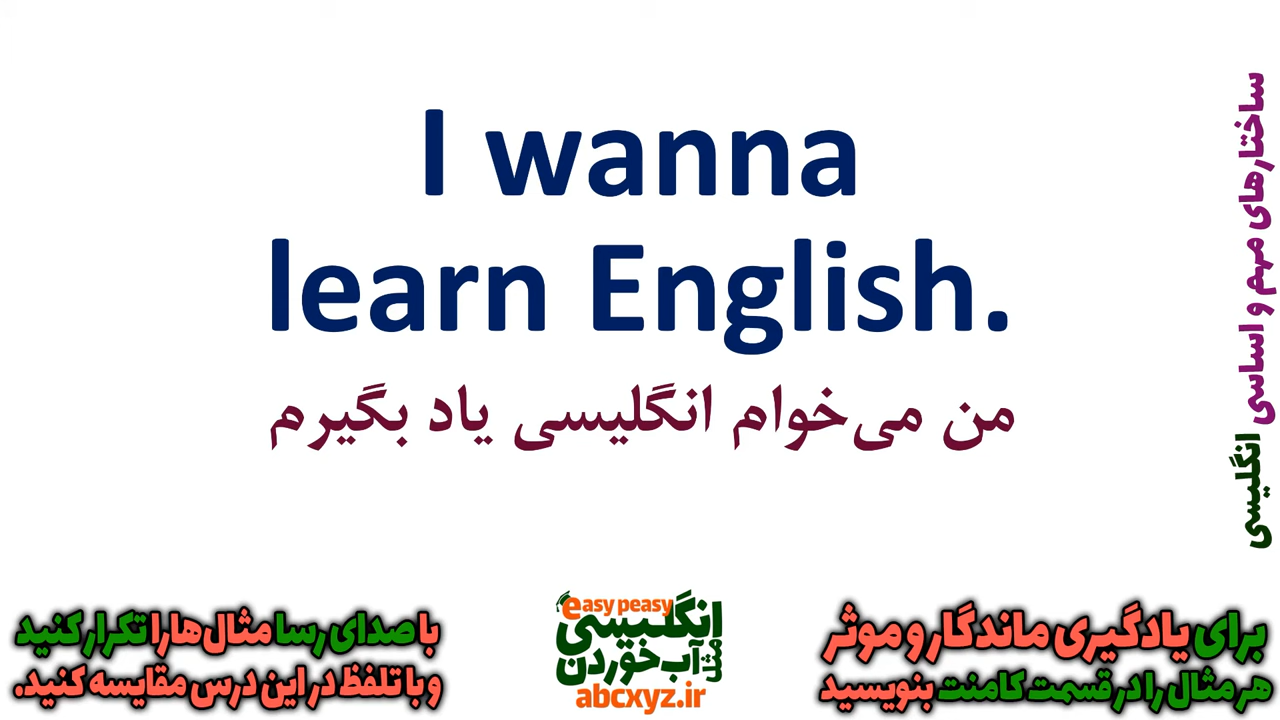 I wanna
learn English.
من می‌خوام انگلیسی یاد بگیرم
ساختارهای مهم و اساسی انگلیسی
برای یادگیری ماندگار و موثر
هر مثال را در قسمت کامنت بنویسید
easy peasy
انگلیسی
مثل آب خوردن
abcxyz.ir
با صدای رسا مثال‌ها را تکرار کنید
و با تلفظ در این درس مقایسه کنید.